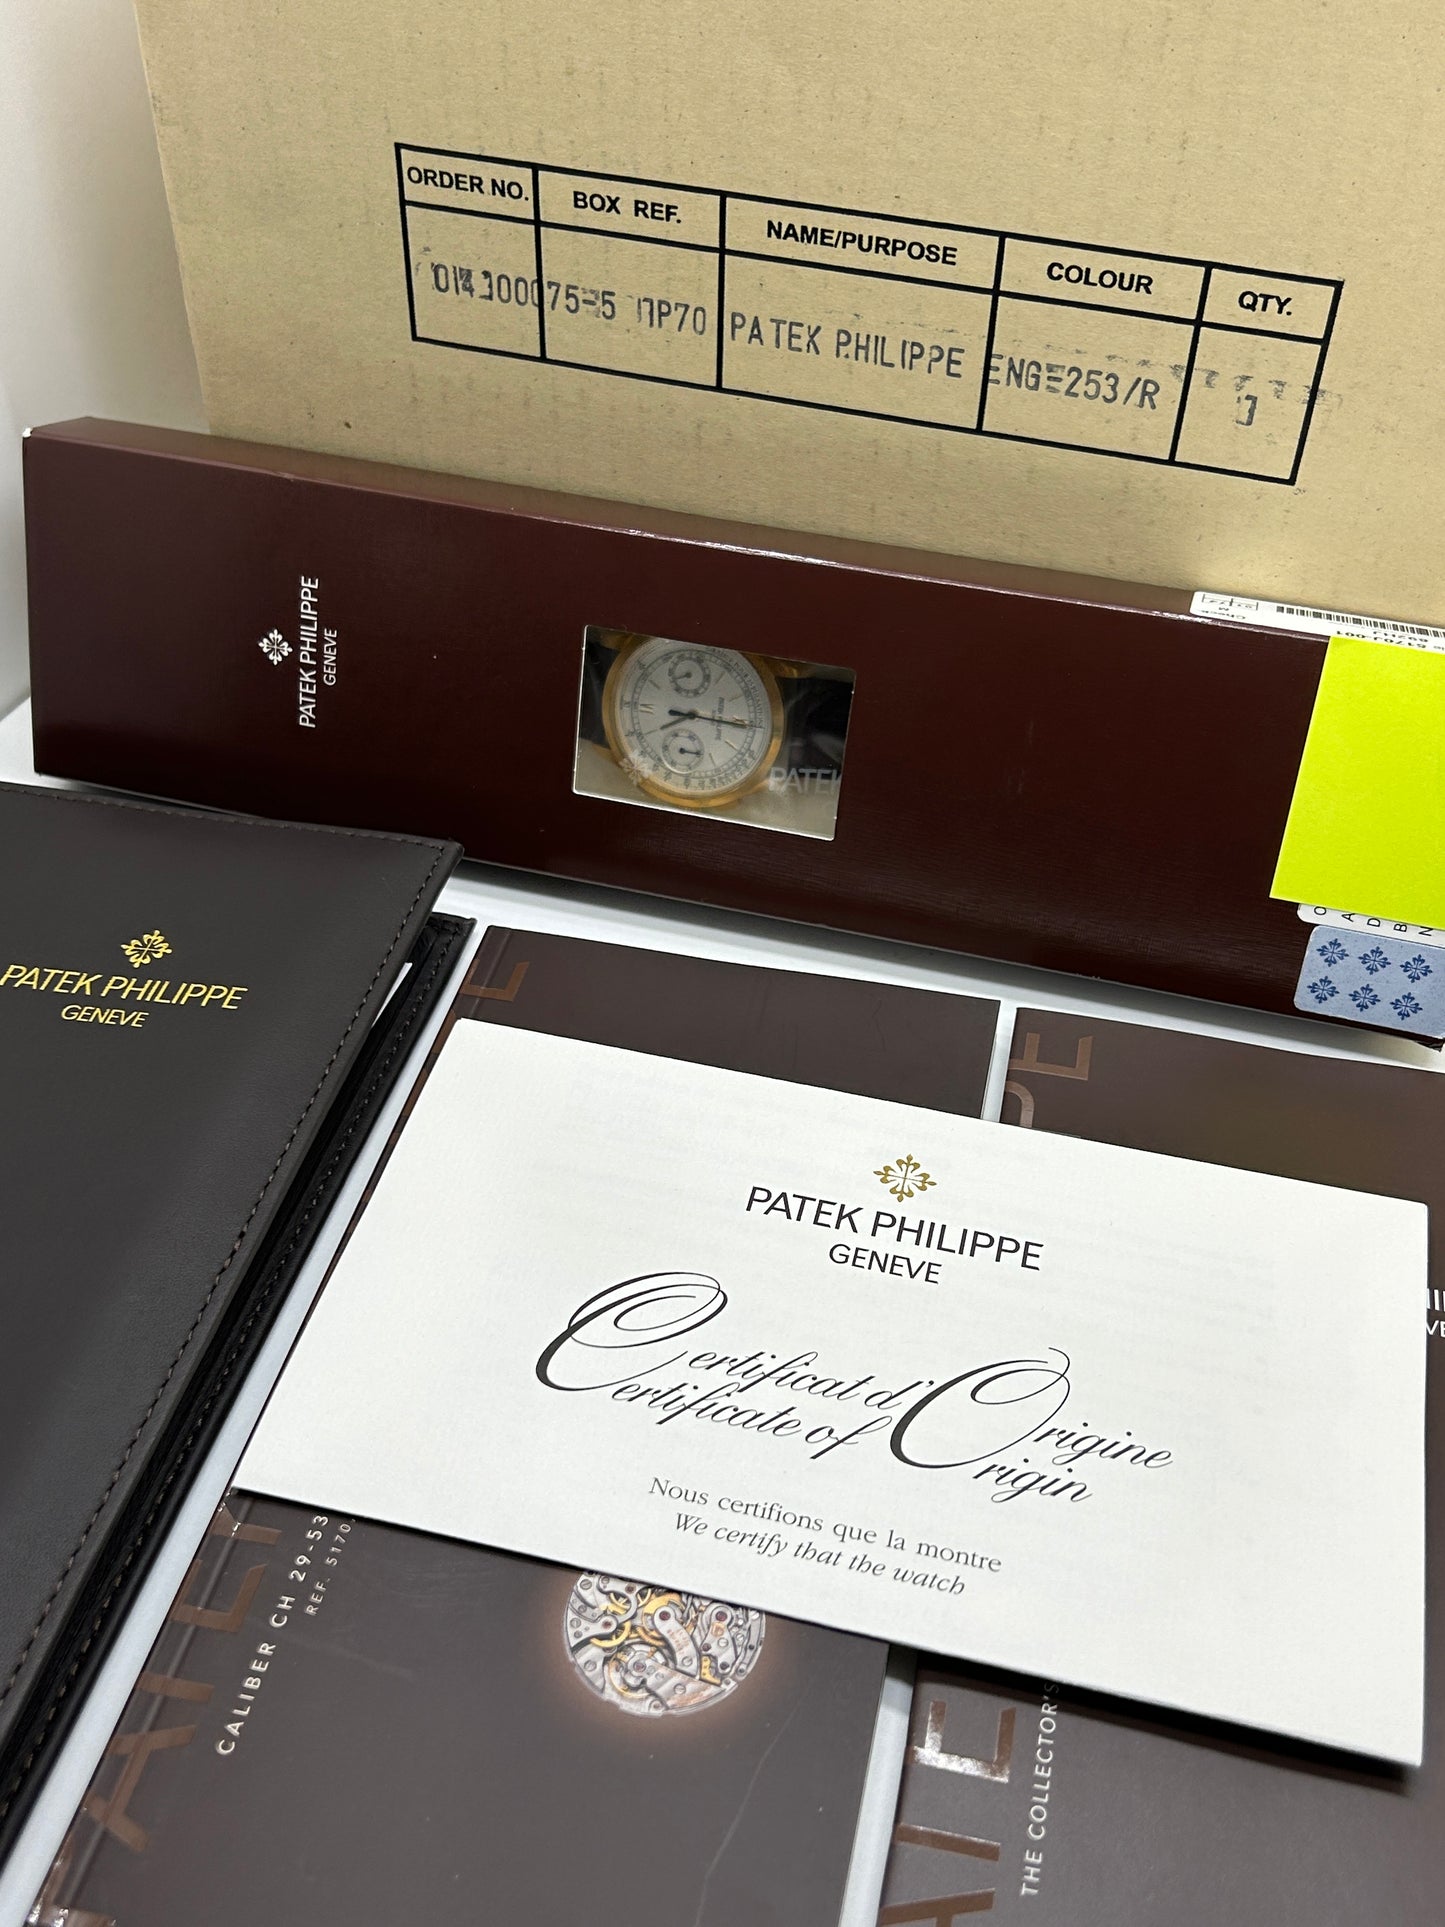 ORDER NO. BOX REF. NAME/PURPOSE COLOUR QTY.
PATEK PHILIPPE 253/R
PATEK PHILIPPE
GENEVE
PATEK
PATEK PHILIPPE
GENEVE
PATEK PHILIPPE
GENEVE
Certificat d'Origine
Certificate of Origin
Nous certifions que la montre
We certify that the watch
CALIBER CH 29-53
REF. 5170,
THE COLLECTOR'S